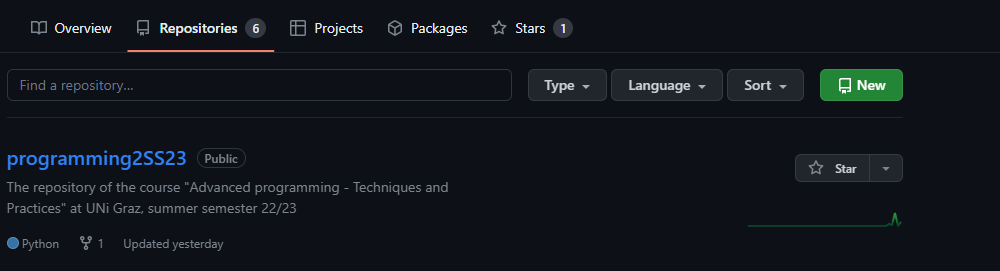 Overview Repositories 6 Projects Packages Stars 1
Find a repository... Type Language Sort New
programming2SS23 Public Star
The repository of the course "Advanced programming - Techniques and
Practices" at UNi Graz, summer semester 22/23
Python 1 Updated yesterday